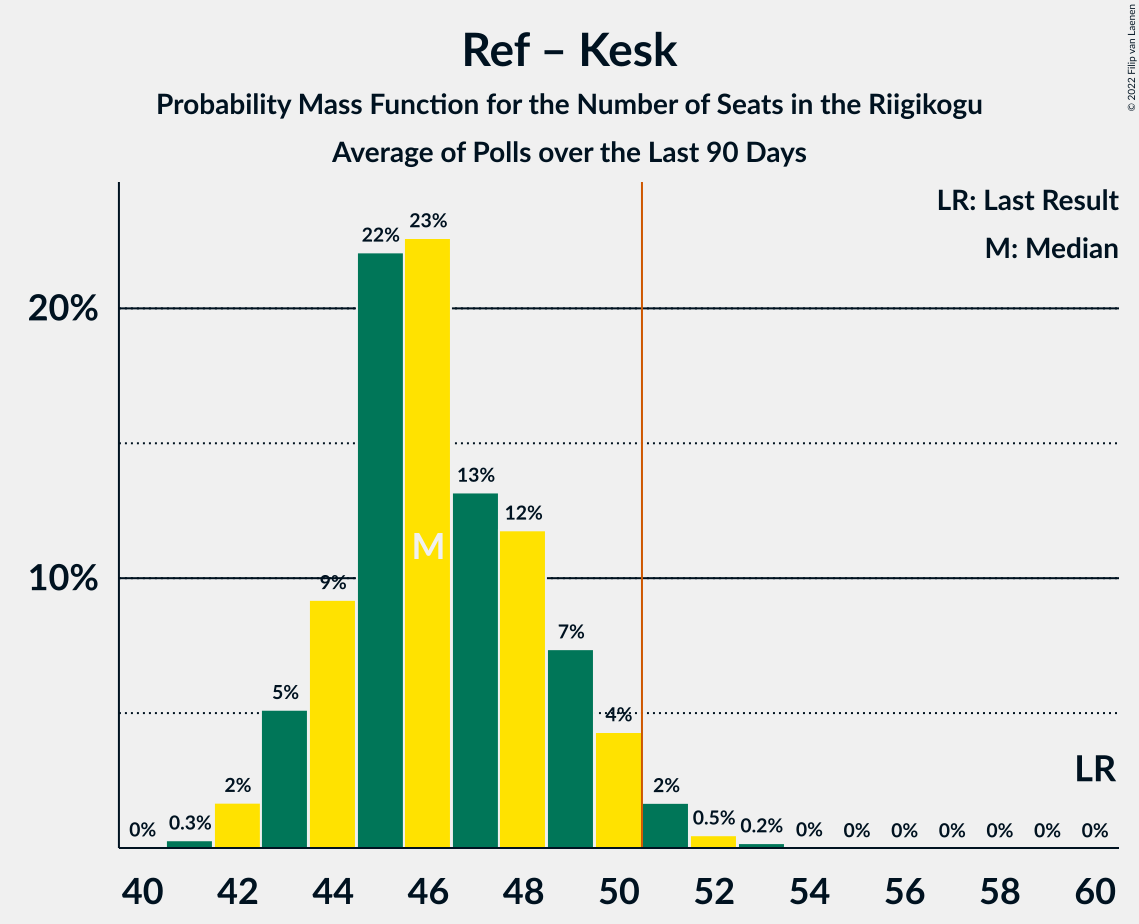 Ref – Kesk
Probability Mass Function for the Number of Seats in the Riigikogu
Average of Polls over the Last 90 Days
© 2022 Filip van Laenen
LR: Last Result
M: Median
20%
10%
0%
0.3%
2%
5%
9%
22%
23%
13%
12%
7%
4%
2%
0.5%
0.2%
0%
0%
0%
0%
0%
0%
0%
M
LR
40 42 44 46 48 50 52 54 56 58 60